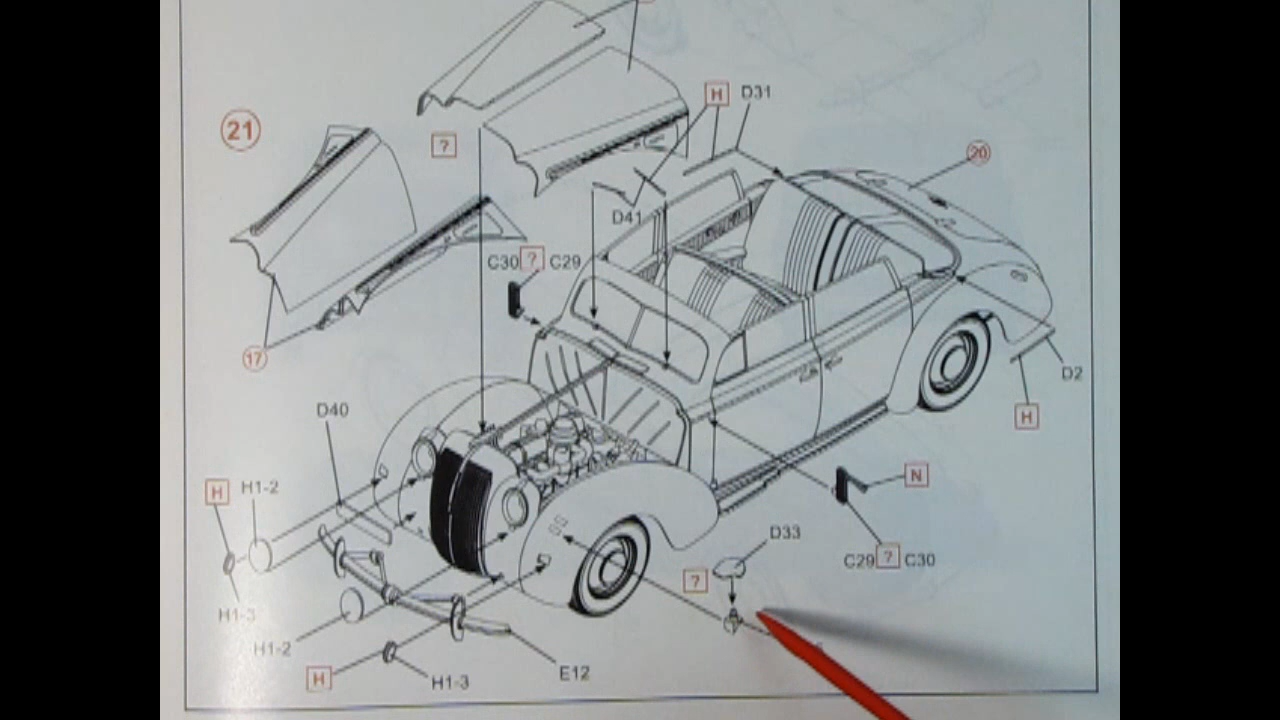 H
D31
21
?
20
D41
C30 ? C29
17
D2
D40
H
N
H
H1-2
D33
C29 ? C30
?
H1-3
H1-2
E12
H
H1-3